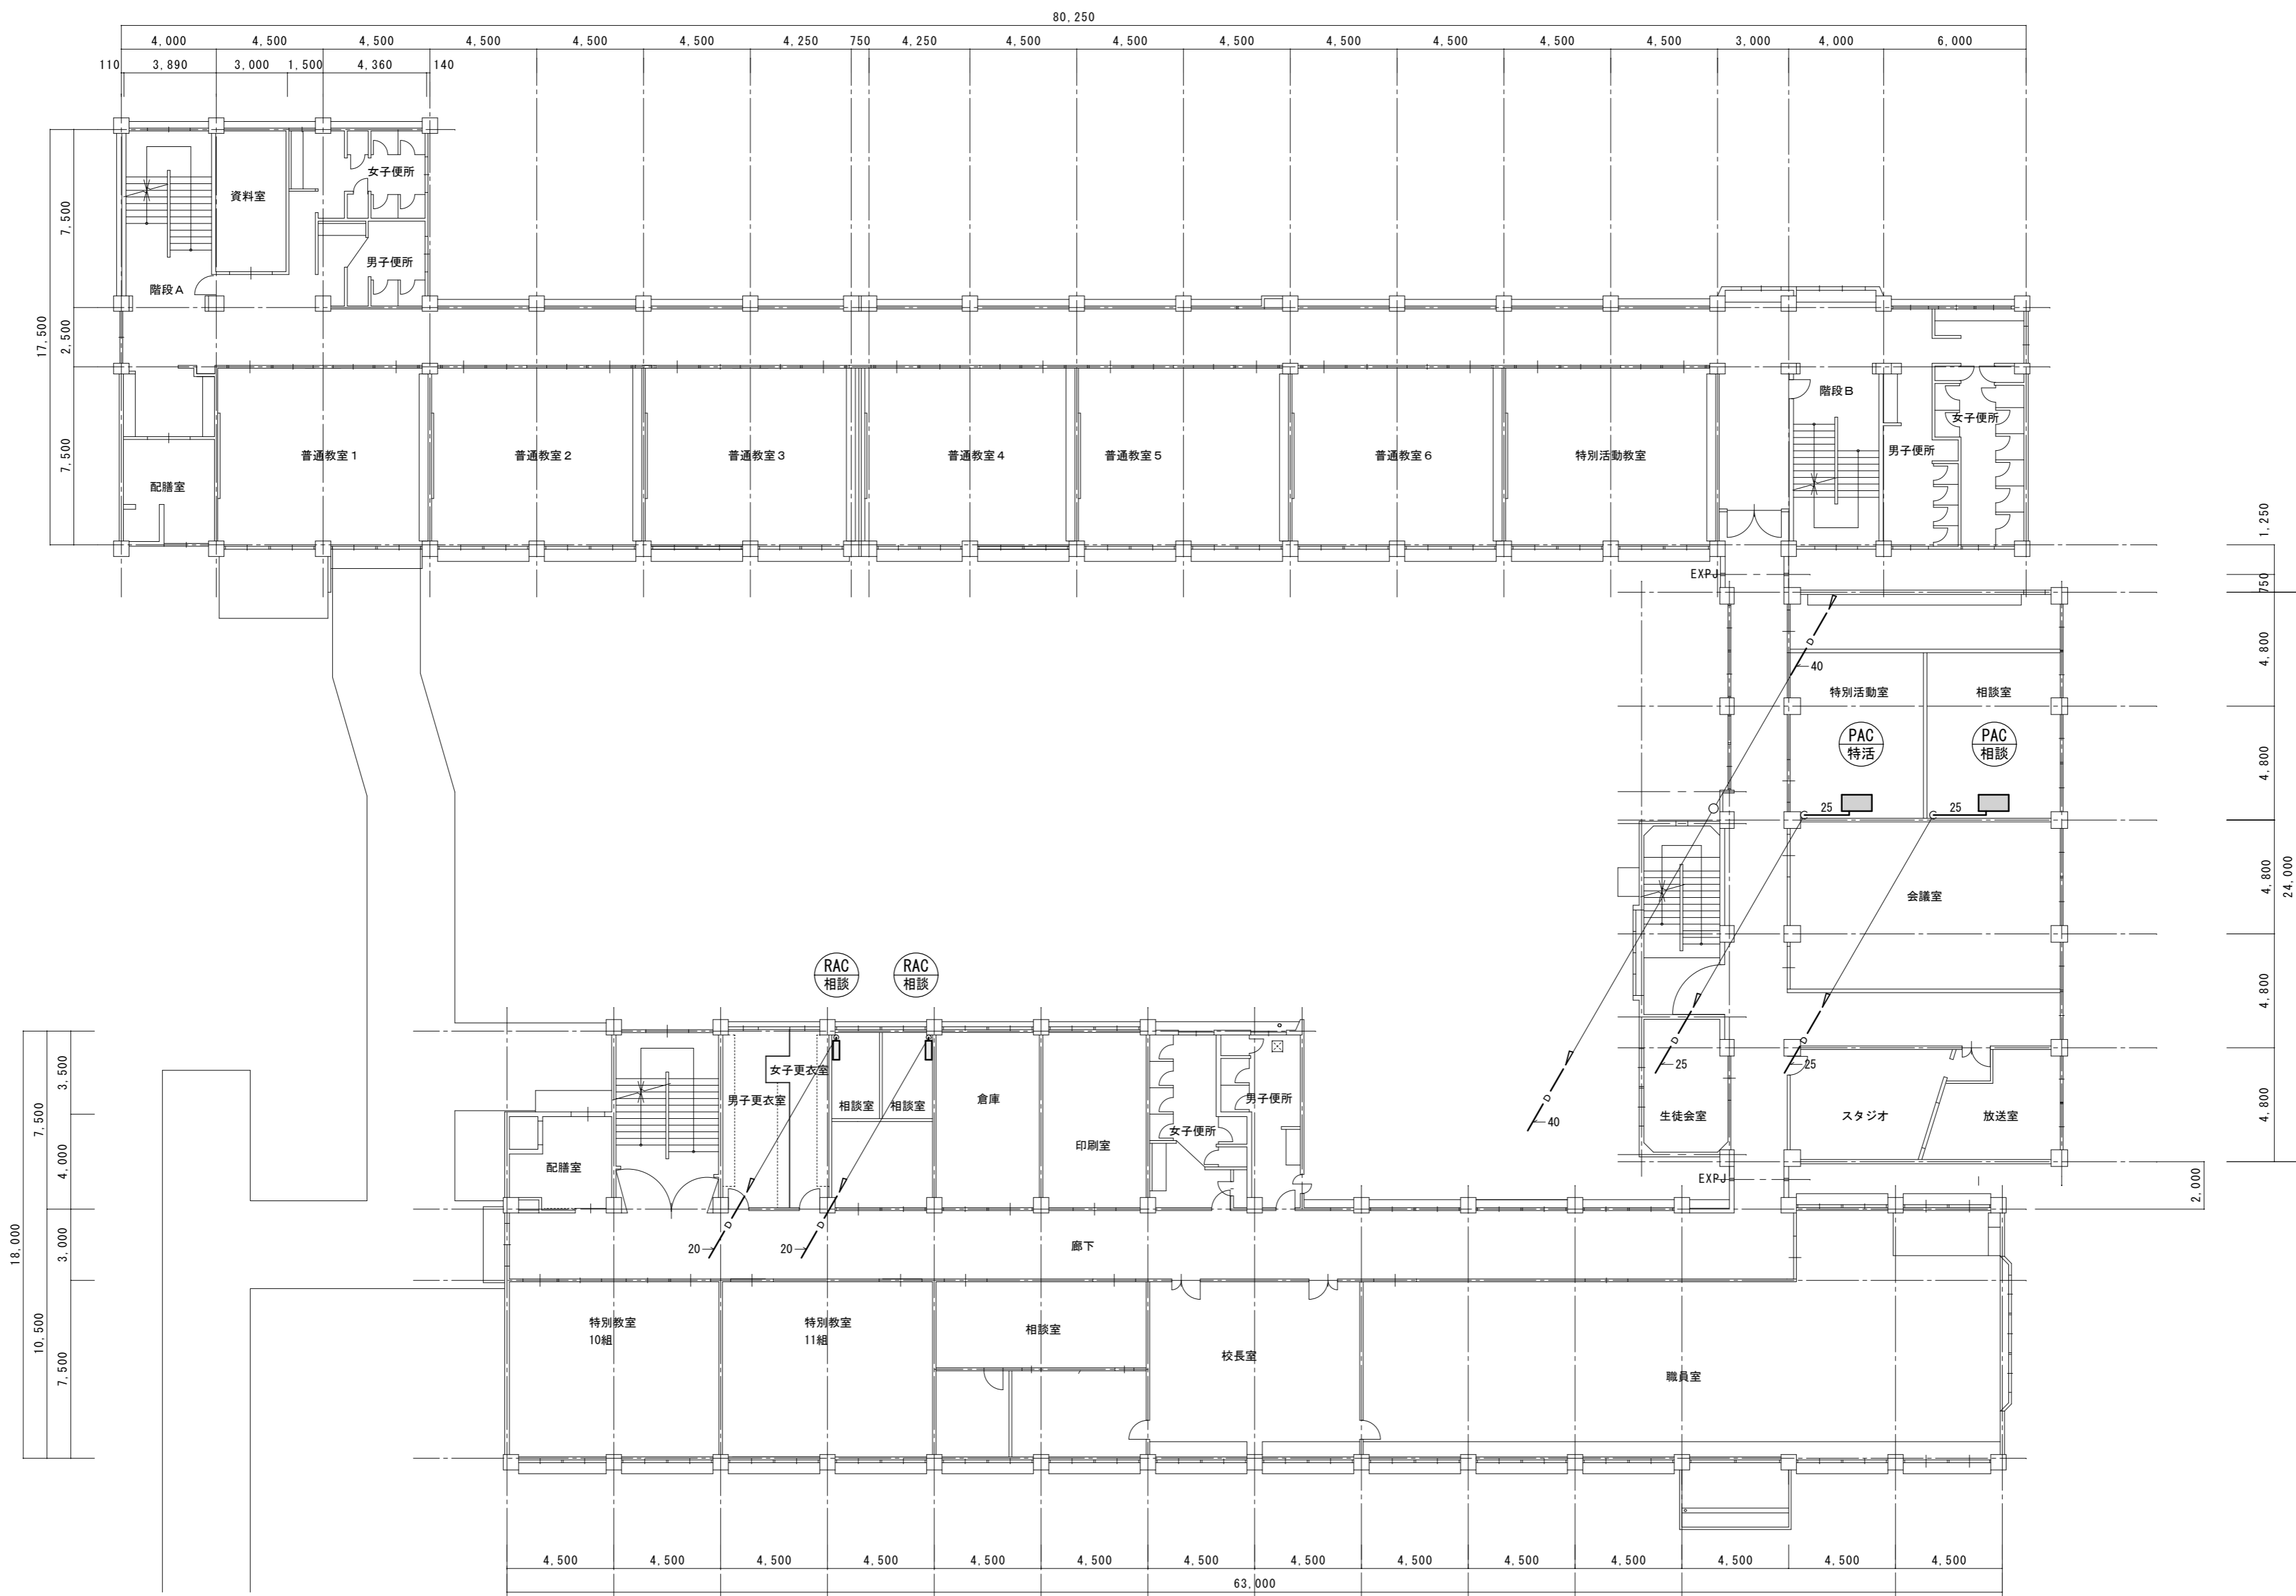 80,250
4,000 4,500 4,500 4,500 4,500 4,500 4,250 750 4,250 4,500 4,500 4,500 4,500 4,500 4,500 4,500 3,000 4,000 6,000
110 3,890 3,000 1,500 4,360 140
女子便所
資料室
7,500
男子便所
階段A
17,500
2,500
階段B
女子便所
普通教室1
普通教室2
普通教室3
普通教室4
普通教室5
普通教室6
特別活動教室
男子便所
7,500
配膳室
1,250
EXPJ
750
D
40
4,800
特別活動室
相談室
PAC
特活
PAC
相談
4,800
25
25
会議室
4,800
24,000
RAC
相談
RAC
相談
4,800
D
25
D
25
D
40
3,500
7,500
女子更衣室
男子更衣室
相談室
相談室
倉庫
男子便所
女子便所
印刷室
生徒会室
スタジオ
放送室
4,800
4,000
配膳室
EXPJ
2,000
D
20
D
20
廊下
3,000
18,000
特別教室
10組
特別教室
11組
相談室
校長室
職員室
10,500
7,500
4,500 4,500 4,500 4,500 4,500 4,500 4,500 4,500 4,500 4,500 4,500 4,500 4,500 4,500
63,000